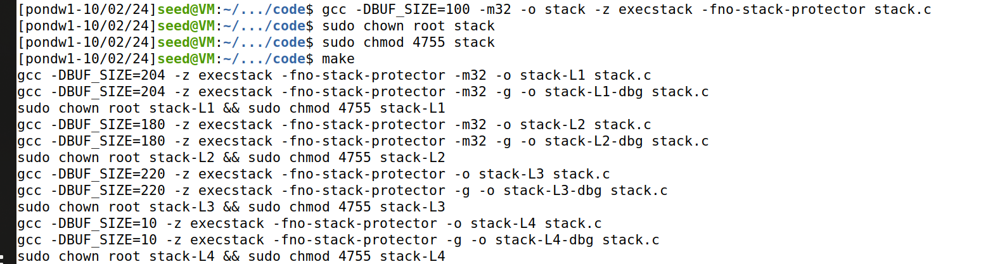 [pondw1-10/02/24]seed@VM:~/.../code$ gcc -DBUF_SIZE=100 -m32 -o stack -z execstack -fno-stack-protector stack.c
[pondw1-10/02/24]seed@VM:~/.../code$ sudo chown root stack
[pondw1-10/02/24]seed@VM:~/.../code$ sudo chmod 4755 stack
[pondw1-10/02/24]seed@VM:~/.../code$ make
gcc -DBUF_SIZE=204 -z execstack -fno-stack-protector -m32 -o stack-L1 stack.c
gcc -DBUF_SIZE=204 -z execstack -fno-stack-protector -m32 -g -o stack-L1-dbg stack.c
sudo chown root stack-L1 && sudo chmod 4755 stack-L1
gcc -DBUF_SIZE=180 -z execstack -fno-stack-protector -m32 -o stack-L2 stack.c
gcc -DBUF_SIZE=180 -z execstack -fno-stack-protector -m32 -g -o stack-L2-dbg stack.c
sudo chown root stack-L2 && sudo chmod 4755 stack-L2
gcc -DBUF_SIZE=220 -z execstack -fno-stack-protector -o stack-L3 stack.c
gcc -DBUF_SIZE=220 -z execstack -fno-stack-protector -g -o stack-L3-dbg stack.c
sudo chown root stack-L3 && sudo chmod 4755 stack-L3
gcc -DBUF_SIZE=10 -z execstack -fno-stack-protector -o stack-L4 stack.c
gcc -DBUF_SIZE=10 -z execstack -fno-stack-protector -g -o stack-L4-dbg stack.c
sudo chown root stack-L4 && sudo chmod 4755 stack-L4